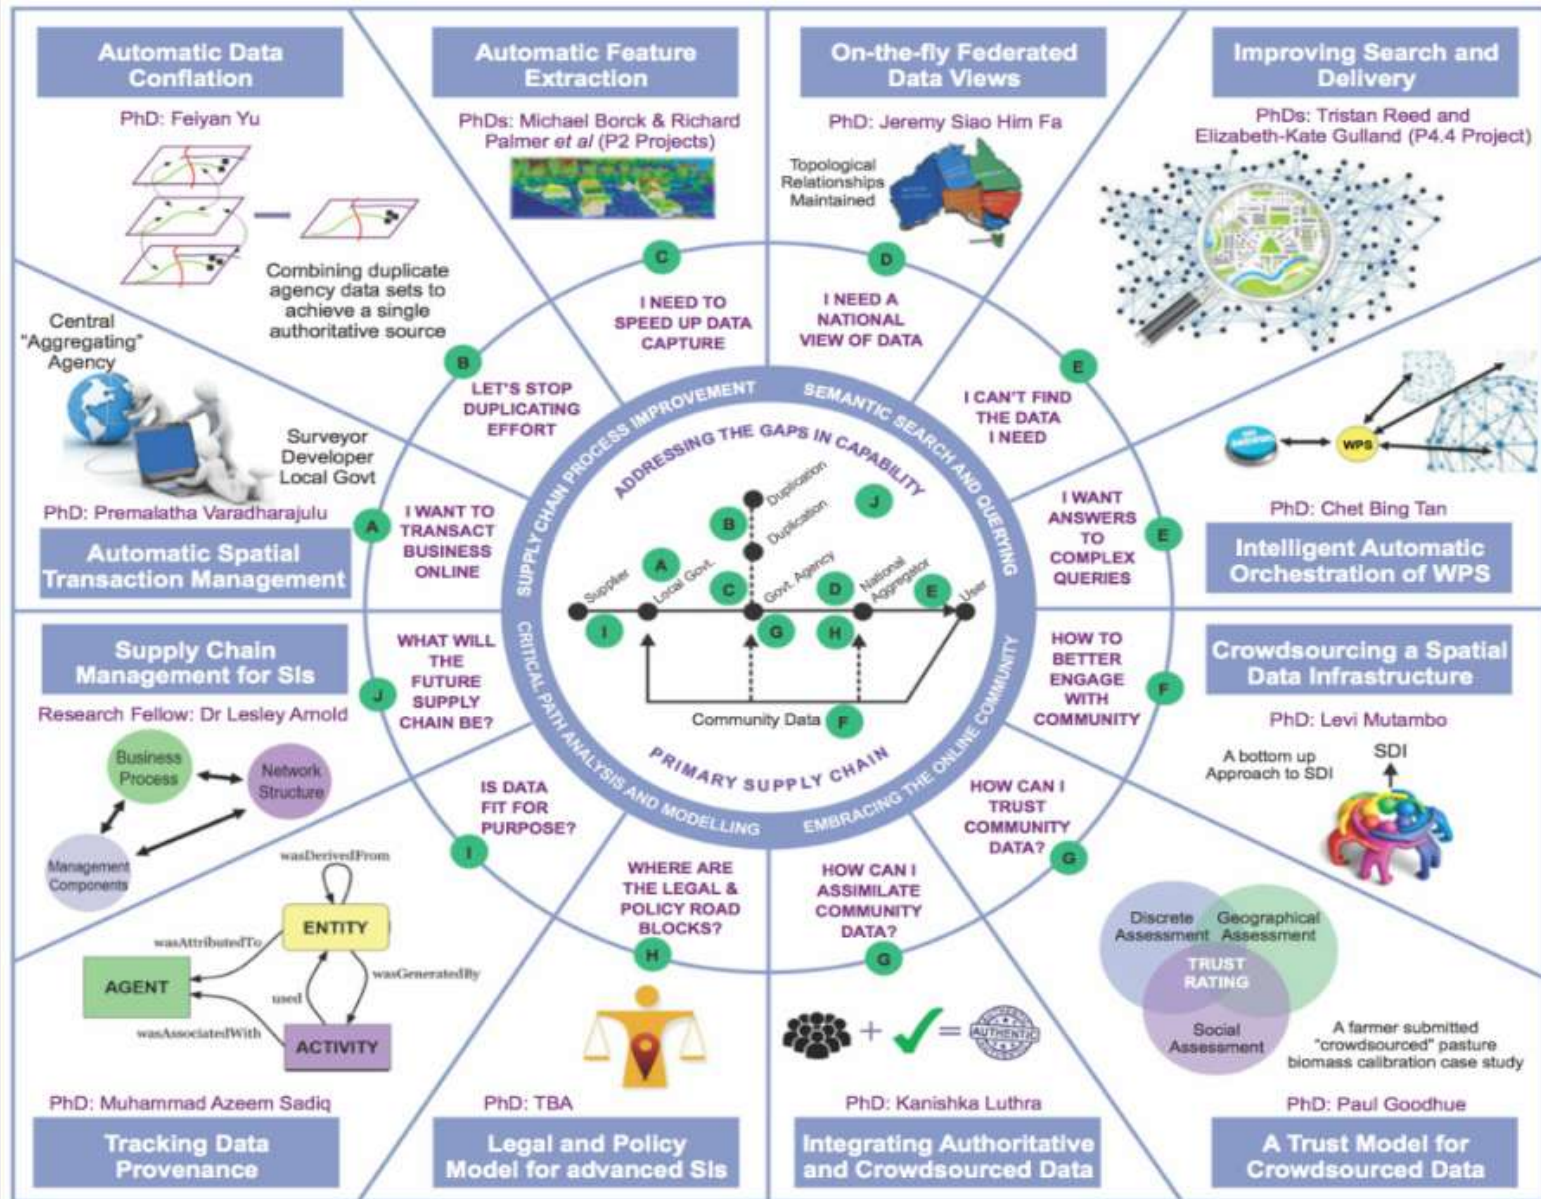 Automatic Data
Conflation
PhD: Feiyan Yu
Combining duplicate
agency data sets to
achieve a single
authoritative source
Automatic Feature
Extraction
PhDs: Michael Borck & Richard
Palmer et al (P2 Projects)
On-the-fly Federated
Data Views
PhD: Jeremy Siao Him Fa
Topological
Relationships
Maintained
Improving Search and
Delivery
PhDs: Tristan Reed and
Elizabeth-Kate Gulland (P4.4 Project)
Central
"Aggregating"
Agency
Surveyor
Developer
Local Govt
PhD: Premalatha Varadharajulu
Automatic Spatial
Transaction Management
WPS
PhD: Chet Bing Tan
Intelligent Automatic
Orchestration of WPS
C
I NEED TO
SPEED UP DATA
CAPTURE
D
I NEED A
NATIONAL
VIEW OF DATA
B
LET'S STOP
DUPLICATING
EFFORT
E
I CAN'T FIND
THE DATA
I NEED
A
I WANT TO
TRANSACT
BUSINESS
ONLINE
E
I WANT
ANSWERS
TO
COMPLEX
QUERIES
SUPPLY CHAIN PROCESS IMPROVEMENT
SEMANTIC SEARCH AND QUERYING
CRITICAL PATH ANALYSIS AND MODELLING
EMBRACING THE ONLINE COMMUNITY
ADDRESSING THE GAPS IN CAPABILITY
Duplication
J
B
Duplication
A
Supplier
Local Govt.
C
Govt. Agency
D
National
Aggregator
E
User
I
G
H
Community Data
F
PRIMARY SUPPLY CHAIN
J
WHAT WILL
THE
FUTURE
SUPPLY
CHAIN BE?
F
HOW TO
BETTER
ENGAGE
WITH
COMMUNITY
I
IS DATA
FIT FOR
PURPOSE?
G
HOW CAN I
TRUST
COMMUNITY
DATA?
H
WHERE ARE
THE LEGAL &
POLICY ROAD
BLOCKS?
G
HOW CAN I
ASSIMILATE
COMMUNITY
DATA?
Supply Chain
Management for SIs
Research Fellow: Dr Lesley Arnold
Business
Process
Network
Structure
Management
Components
Crowdsourcing a Spatial
Data Infrastructure
PhD: Levi Mutambo
A bottom up
Approach to SDI
SDI
wasDerivedFrom
ENTITY
wasAttributedTo
AGENT
used
wasGeneratedBy
wasAssociatedWith
ACTIVITY
PhD: Muhammad Azeem Sadiq
Tracking Data
Provenance
PhD: TBA
Legal and Policy
Model for advanced SIs
+
=
AUTHENTIC
PhD: Kanishka Luthra
Integrating Authoritative
and Crowdsourced Data
Discrete
Assessment
Geographical
Assessment
TRUST
RATING
Social
Assessment
A farmer submitted
"crowdsourced" pasture
biomass calibration case study
PhD: Paul Goodhue
A Trust Model for
Crowdsourced Data